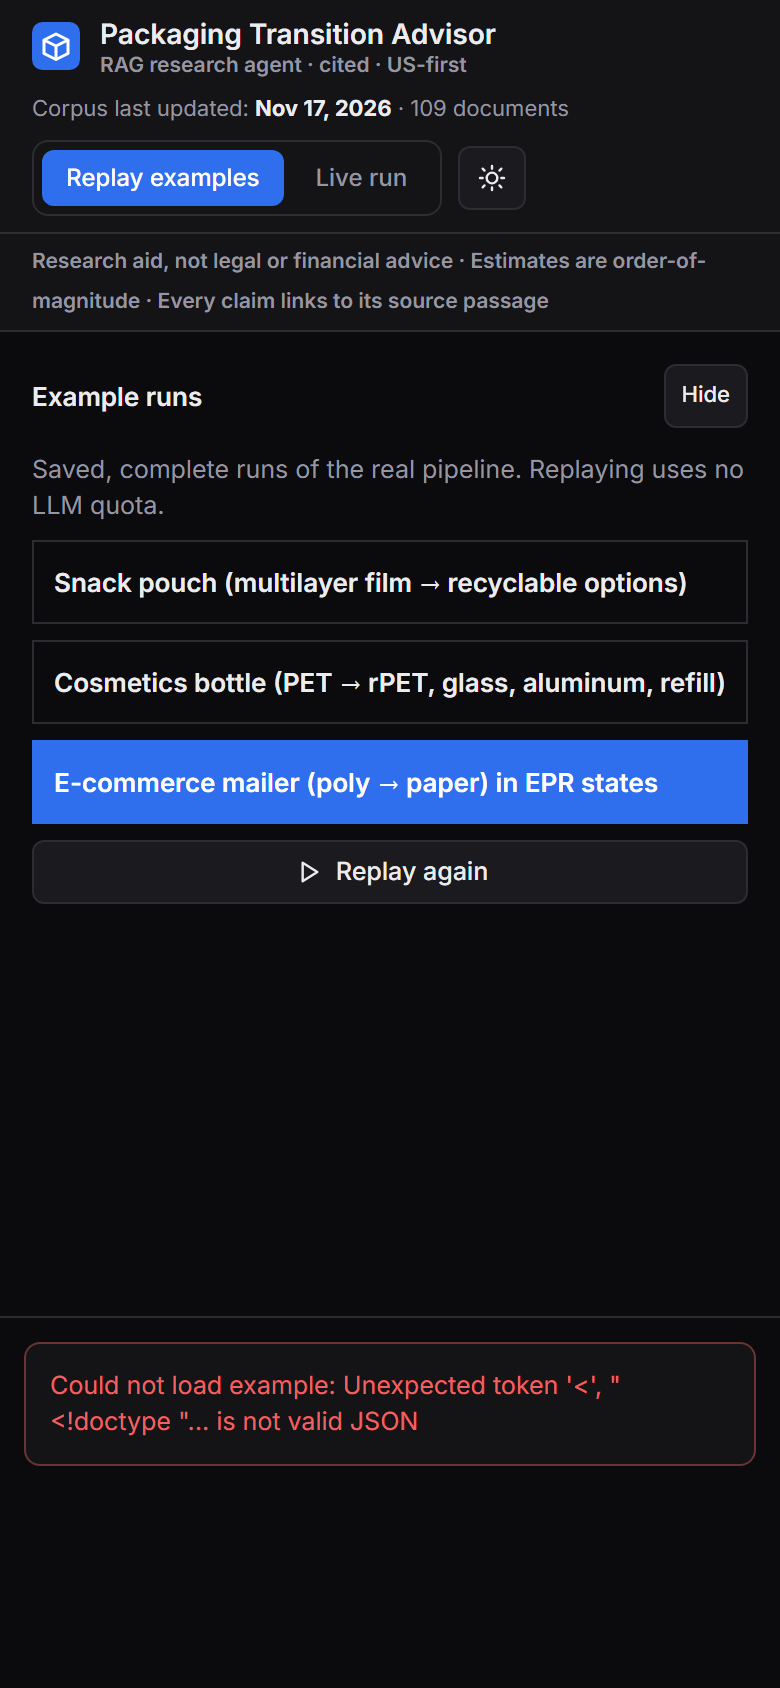 Packaging Transition Advisor
RAG research agent · cited · US-first
Corpus last updated: Nov 17, 2026 · 109 documents
Replay examples
Live run
Research aid, not legal or financial advice · Estimates are order-of-
magnitude · Every claim links to its source passage
Example runs
Hide
Saved, complete runs of the real pipeline. Replaying uses no
LLM quota.
Snack pouch (multilayer film → recyclable options)
Cosmetics bottle (PET → rPET, glass, aluminum, refill)
E-commerce mailer (poly → paper) in EPR states
Replay again
Could not load example: Unexpected token '<', "
<!doctype "... is not valid JSON